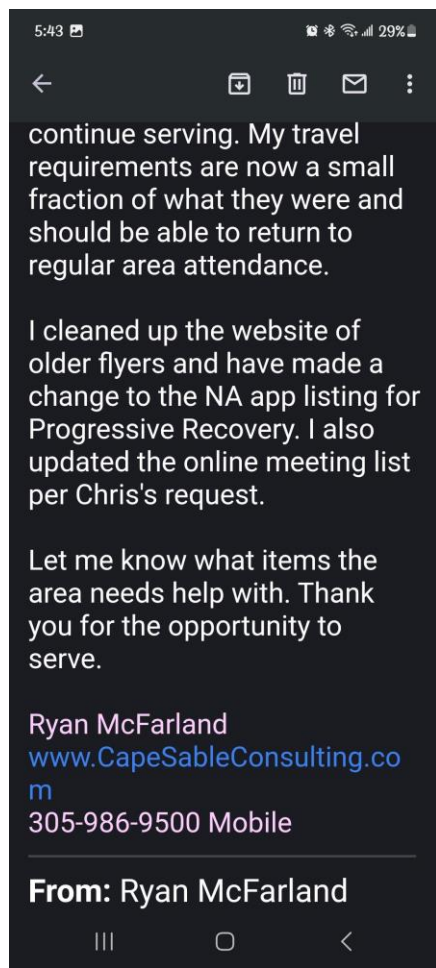 5:43
29%
continue serving. My travel
requirements are now a small
fraction of what they were and
should be able to return to
regular area attendance.
I cleaned up the website of
older flyers and have made a
change to the NA app listing for
Progressive Recovery. I also
updated the online meeting list
per Chris's request.
Let me know what items the
area needs help with. Thank
you for the opportunity to
serve.
Ryan McFarland
www.CapeSableConsulting.co
m
305-986-9500 Mobile
From: Ryan McFarland